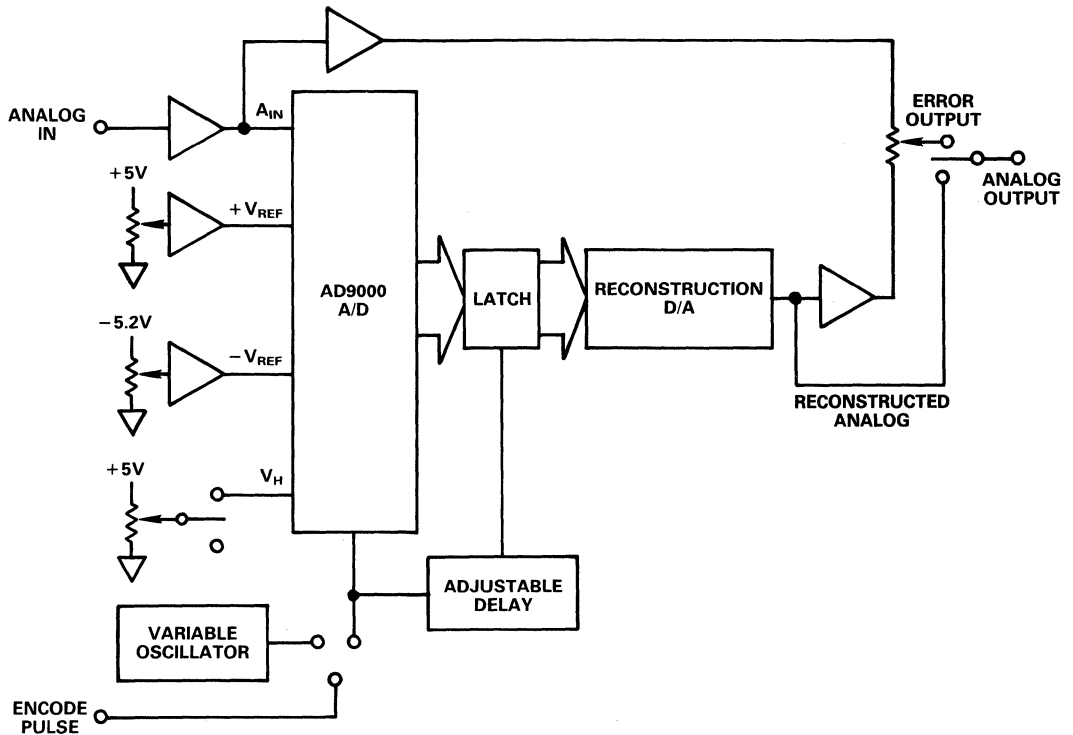 ANALOG
IN
A_IN
ERROR
OUTPUT
ANALOG
OUTPUT
+5V
+V_REF
AD9000
A/D
LATCH
RECONSTRUCTION
D/A
−5.2V
−V_REF
RECONSTRUCTED
ANALOG
+5V
V_H
ADJUSTABLE
DELAY
VARIABLE
OSCILLATOR
ENCODE
PULSE